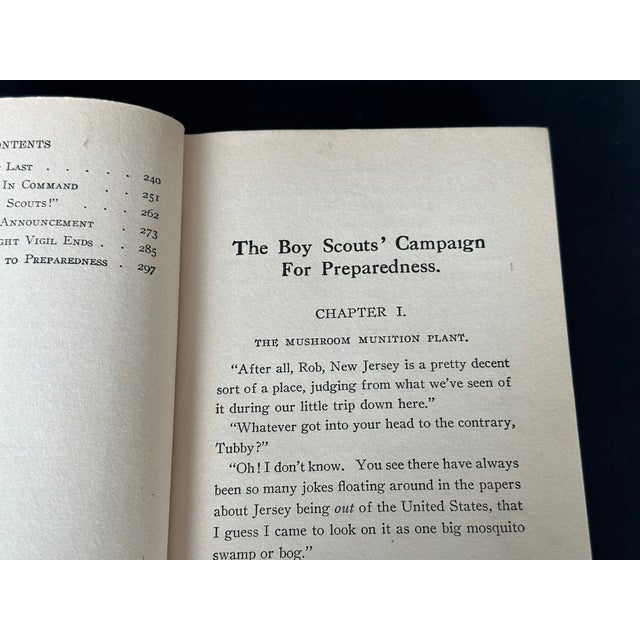 ONTENTS
LAST . . . . . 240
IN COMMAND . . 251
SCOUTS!" . . . 262
ANNOUNCEMENT . 273
GHT VIGIL ENDS . . 285
TO PREPAREDNESS . 297
The Boy Scouts' Campaign
For Preparedness.
CHAPTER I.
THE MUSHROOM MUNITION PLANT.
"After all, Rob, New Jersey is a pretty decent
sort of a place, judging from what we've seen of
it during our little trip down here."
"Whatever got into your head to the contrary,
Tubby?"
"Oh! I don't know. You see there have always
been so many jokes floating around in the papers
about Jersey being out of the United States, that
I guess I came to look on it as one big mosquito
swamp or bog."